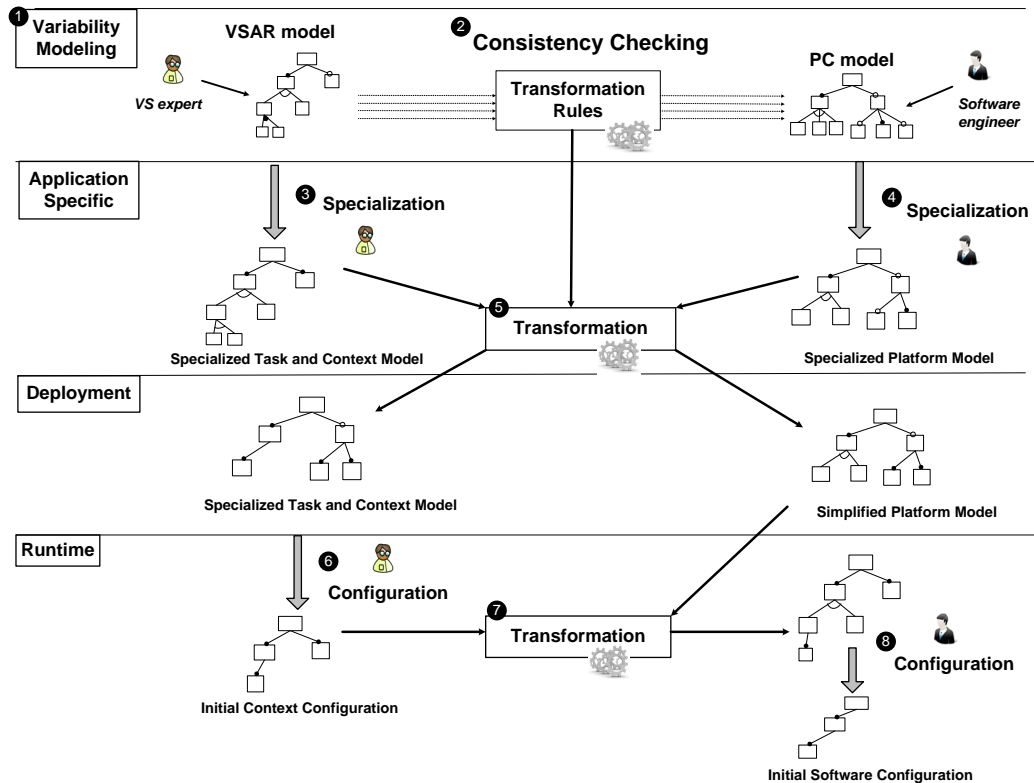 1
Variability
Modeling
VSAR model
2
Consistency Checking
PC model
VS expert
Transformation
Rules
Software
engineer
Application
Specific
3
Specialization
4
Specialization
5
Transformation
Specialized Task and Context Model
Specialized Platform Model
Deployment
Specialized Task and Context Model
Simplified Platform Model
Runtime
6
Configuration
7
Transformation
8
Configuration
Initial Context Configuration
Initial Software Configuration